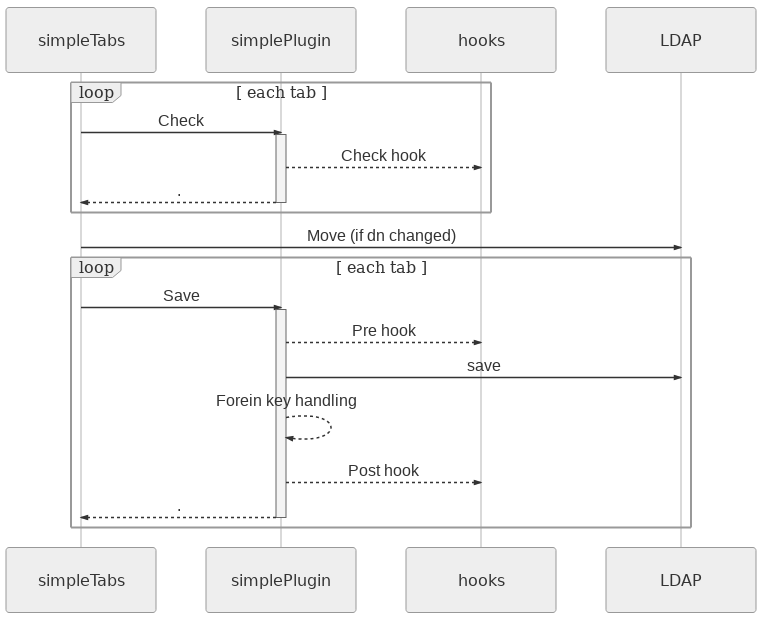 simpleTabs simplePlugin hooks LDAP
loop [ each tab ]
Check
Check hook
.
Move (if dn changed)
loop [ each tab ]
Save
Pre hook
save
Forein key handling
Post hook
.
simpleTabs simplePlugin hooks LDAP